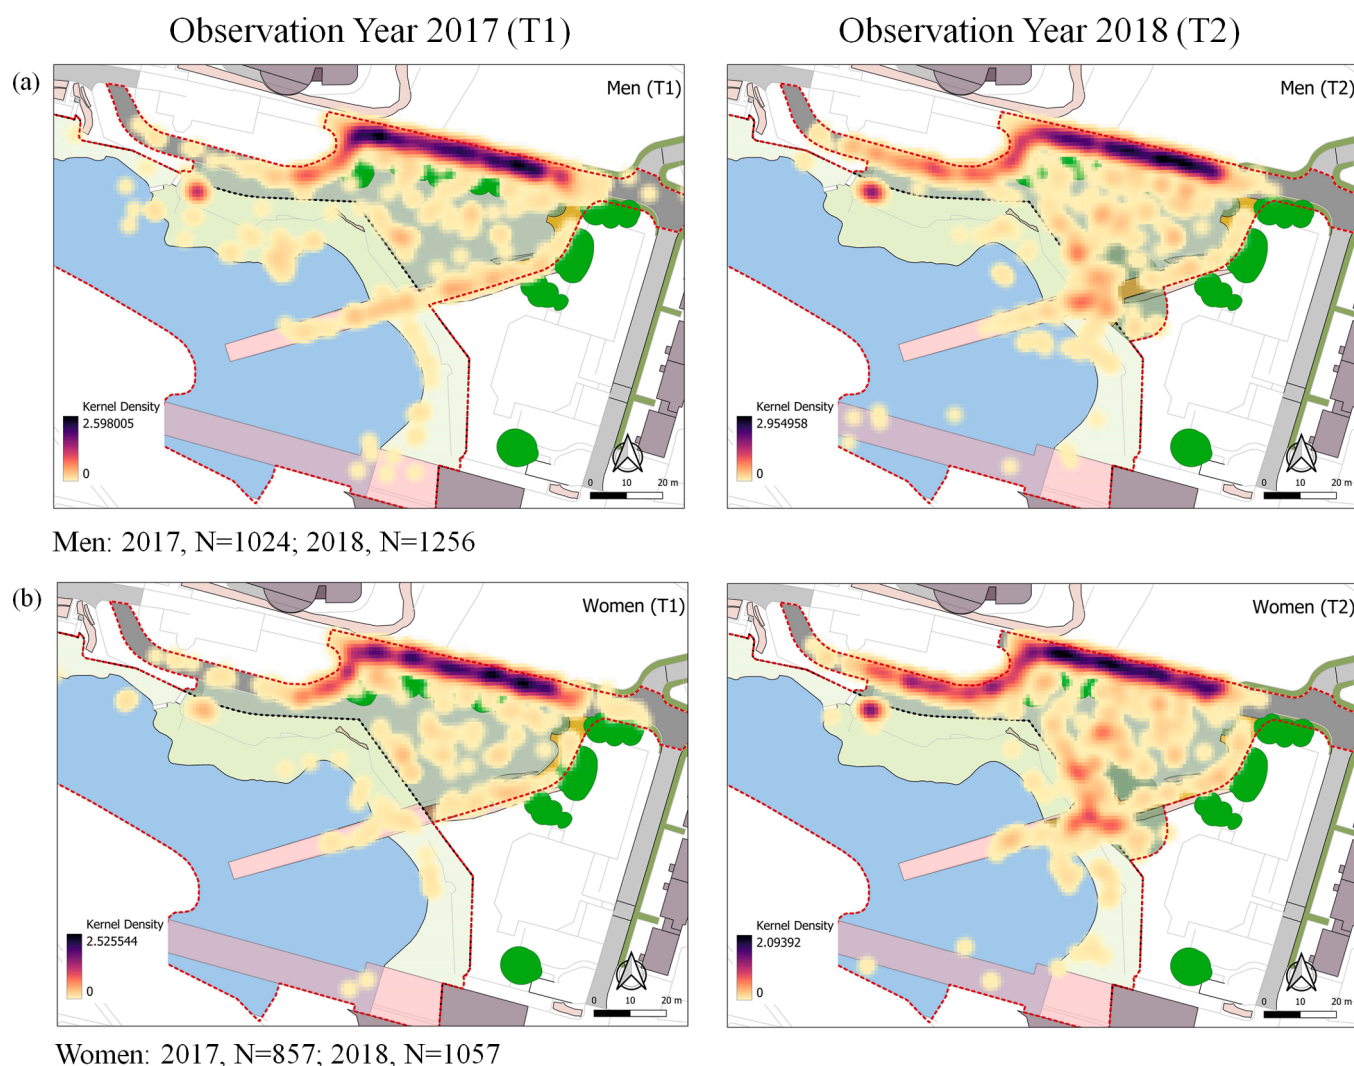 Observation Year 2017 (T1)
Observation Year 2018 (T2)
(a)
Men (T1)
Kernel Density
2.598005
0
0 10 20 m
Men (T2)
Kernel Density
2.954958
0
0 10 20 m
Men: 2017, N=1024; 2018, N=1256
(b)
Women (T1)
Kernel Density
2.525544
0
0 10 20 m
Women (T2)
Kernel Density
2.09392
0
0 10 20 m
Women: 2017, N=857; 2018, N=1057